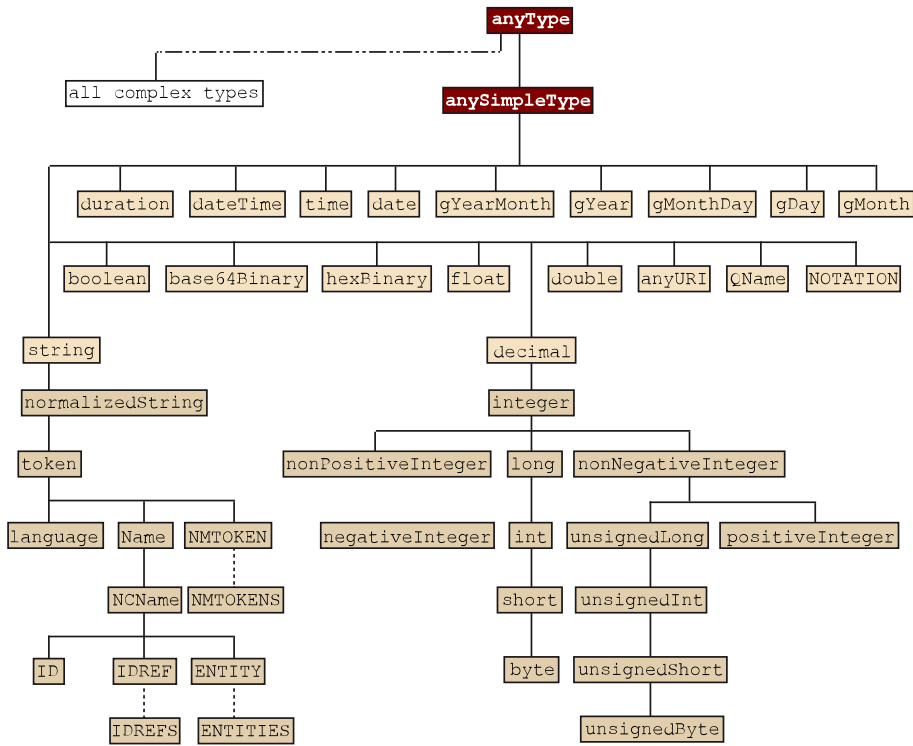 anyType
all complex types
anySimpleType
duration
dateTime
time
date
gYearMonth
gYear
gMonthDay
gDay
gMonth
boolean
base64Binary
hexBinary
float
double
anyURI
QName
NOTATION
string
decimal
normalizedString
integer
token
nonPositiveInteger
long
nonNegativeInteger
language
Name
NMTOKEN
negativeInteger
int
unsignedLong
positiveInteger
NCName
NMTOKENS
short
unsignedInt
ID
IDREF
ENTITY
byte
unsignedShort
IDREFS
ENTITIES
unsignedByte